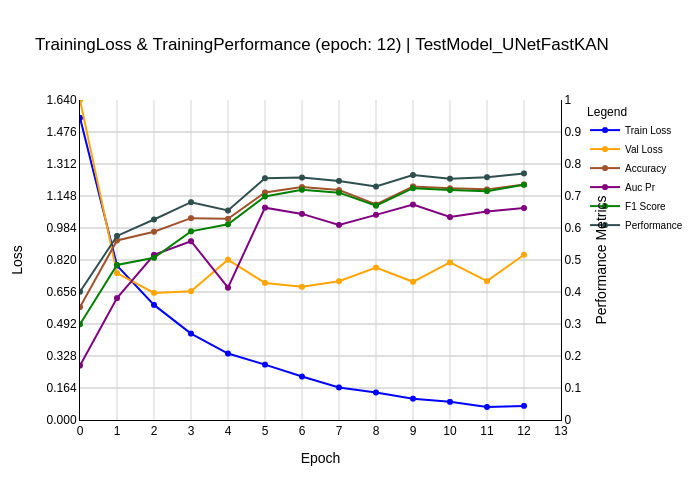 TrainingLoss & TrainingPerformance (epoch: 12) | TestModel_UNetFastKAN
Legend
Train Loss
Val Loss
Accuracy
Auc Pr
F1 Score
Performance
Loss
1.640
1.476
1.312
1.148
0.984
0.820
0.656
0.492
0.328
0.164
0.000
1
0.9
0.8
0.7
0.6
0.5
0.4
0.3
0.2
0.1
0
Performance Metrics
0 1 2 3 4 5 6 7 8 9 10 11 12 13
Epoch